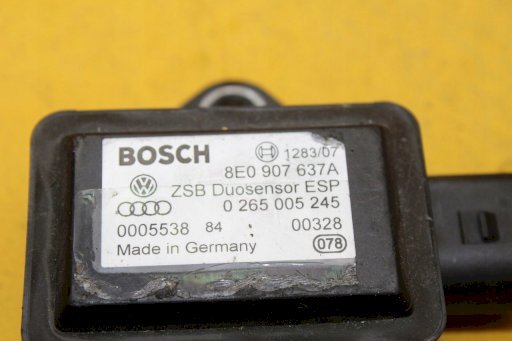 BOSCH 1283/07
8E0 907 637A
ZSB Duosensor ESP
0 265 005 245
0005538 84 00328
Made in Germany 078